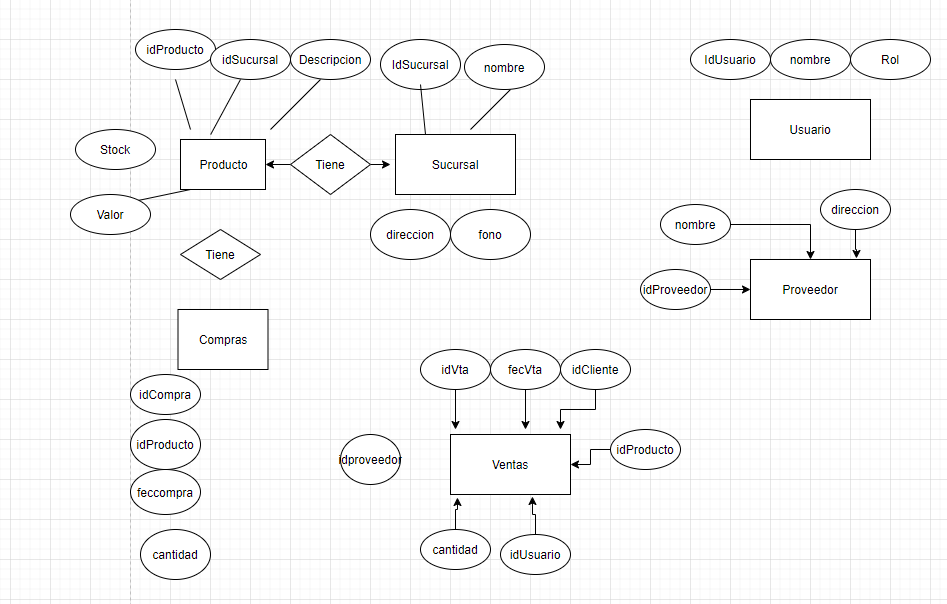 idProducto
idSucursal
Descripcion
IdSucursal
nombre
IdUsuario
nombre
Rol
Stock
Producto
Tiene
Sucursal
Usuario
Valor
direccion
fono
nombre
direccion
Tiene
idProveedor
Proveedor
Compras
idCompra
idVta
fecVta
idCliente
idProducto
idproveedor
Ventas
idProducto
feccompra
cantidad
cantidad
idUsuario